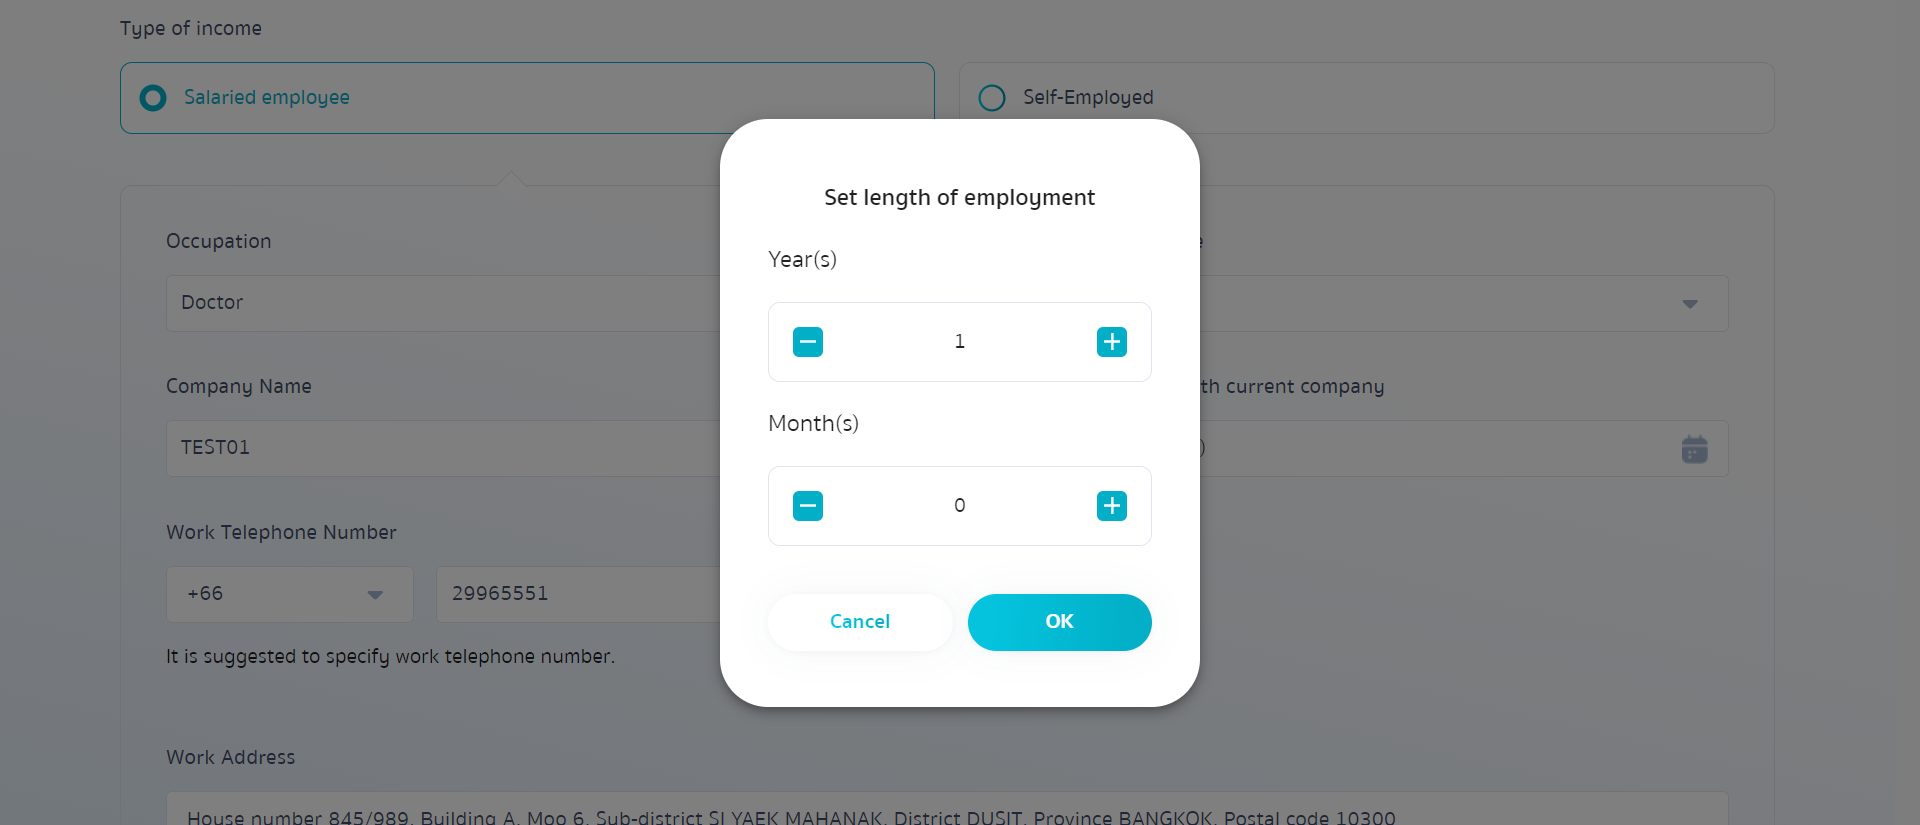 Type of income
Salaried employee
Self-Employed
Set length of employment
Year(s)
1
Month(s)
0
Cancel
OK
Occupation
Doctor
Company Name
th current company
TEST01
)
Work Telephone Number
+66
29965551
It is suggested to specify work telephone number.
Work Address
House number 845/989, Building A, Moo 6, Sub-district SI YAEK MAHANAK, District DUSIT, Province BANGKOK, Postal code 10300